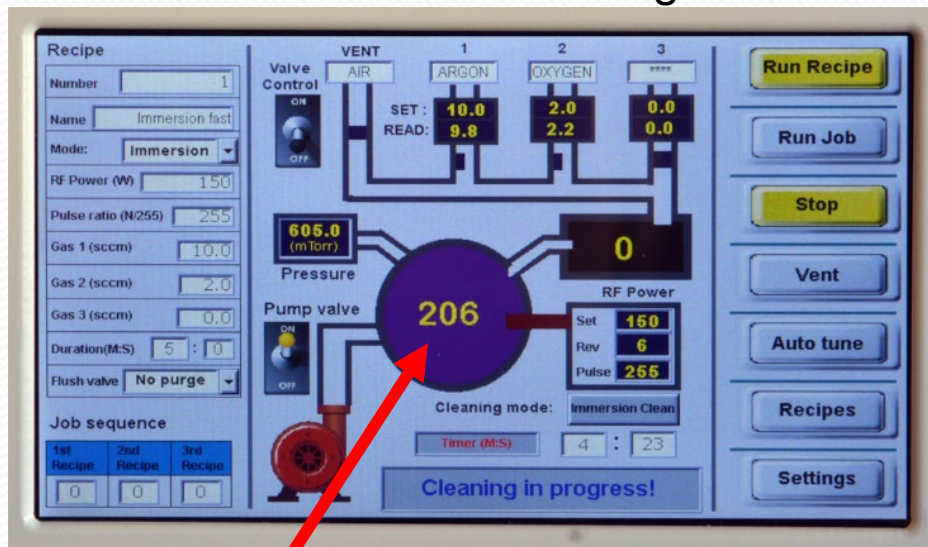 Recipe
Number 1
Name Immersion fast
Mode: Immersion
RF Power (W) 150
Pulse ratio (N/255) 255
Gas 1 (sccm) 10.0
Gas 2 (sccm) 2.0
Gas 3 (sccm) 0.0
Duration(M:S) 5 : 0
Flush valve No purge
Job sequence
1st Recipe 2nd Recipe 3rd Recipe
0 0 0
VENT 1 2 3
Valve Control AIR ARGON OXYGEN ****
ON
OFF
SET : 10.0 2.0 0.0
READ: 9.8 2.2 0.0
605.0
(mTorr)
Pressure
0
206
Pump valve
ON
OFF
RF Power
Set 150
Rev 6
Pulse 255
Cleaning mode: Immersion Clean
Timer (M:S) 4 : 23
Cleaning in progress!
Run Recipe
Run Job
Stop
Vent
Auto tune
Recipes
Settings